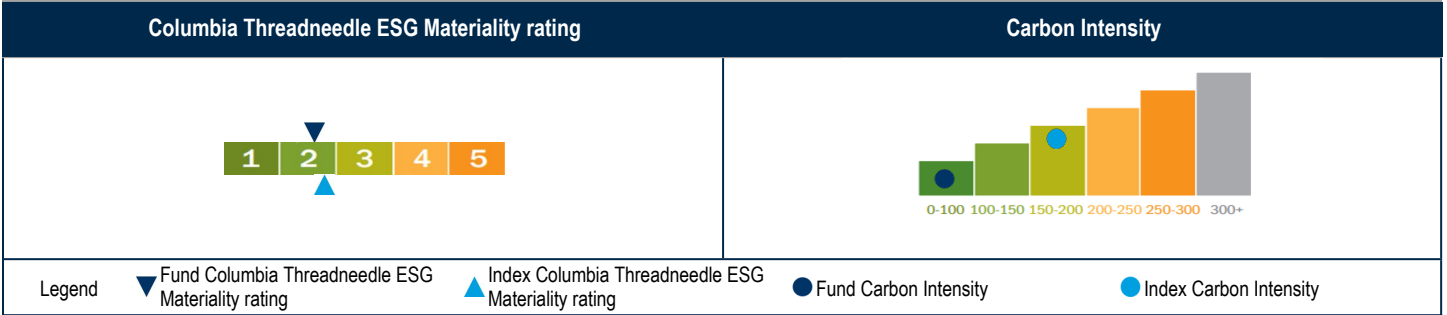 Columbia Threadneedle ESG Materiality rating
Carbon Intensity
1 2 3 4 5
0-100 100-150 150-200 200-250 250-300 300+
Legend
Fund Columbia Threadneedle ESG
Materiality rating
Index Columbia Threadneedle ESG
Materiality rating
Fund Carbon Intensity
Index Carbon Intensity